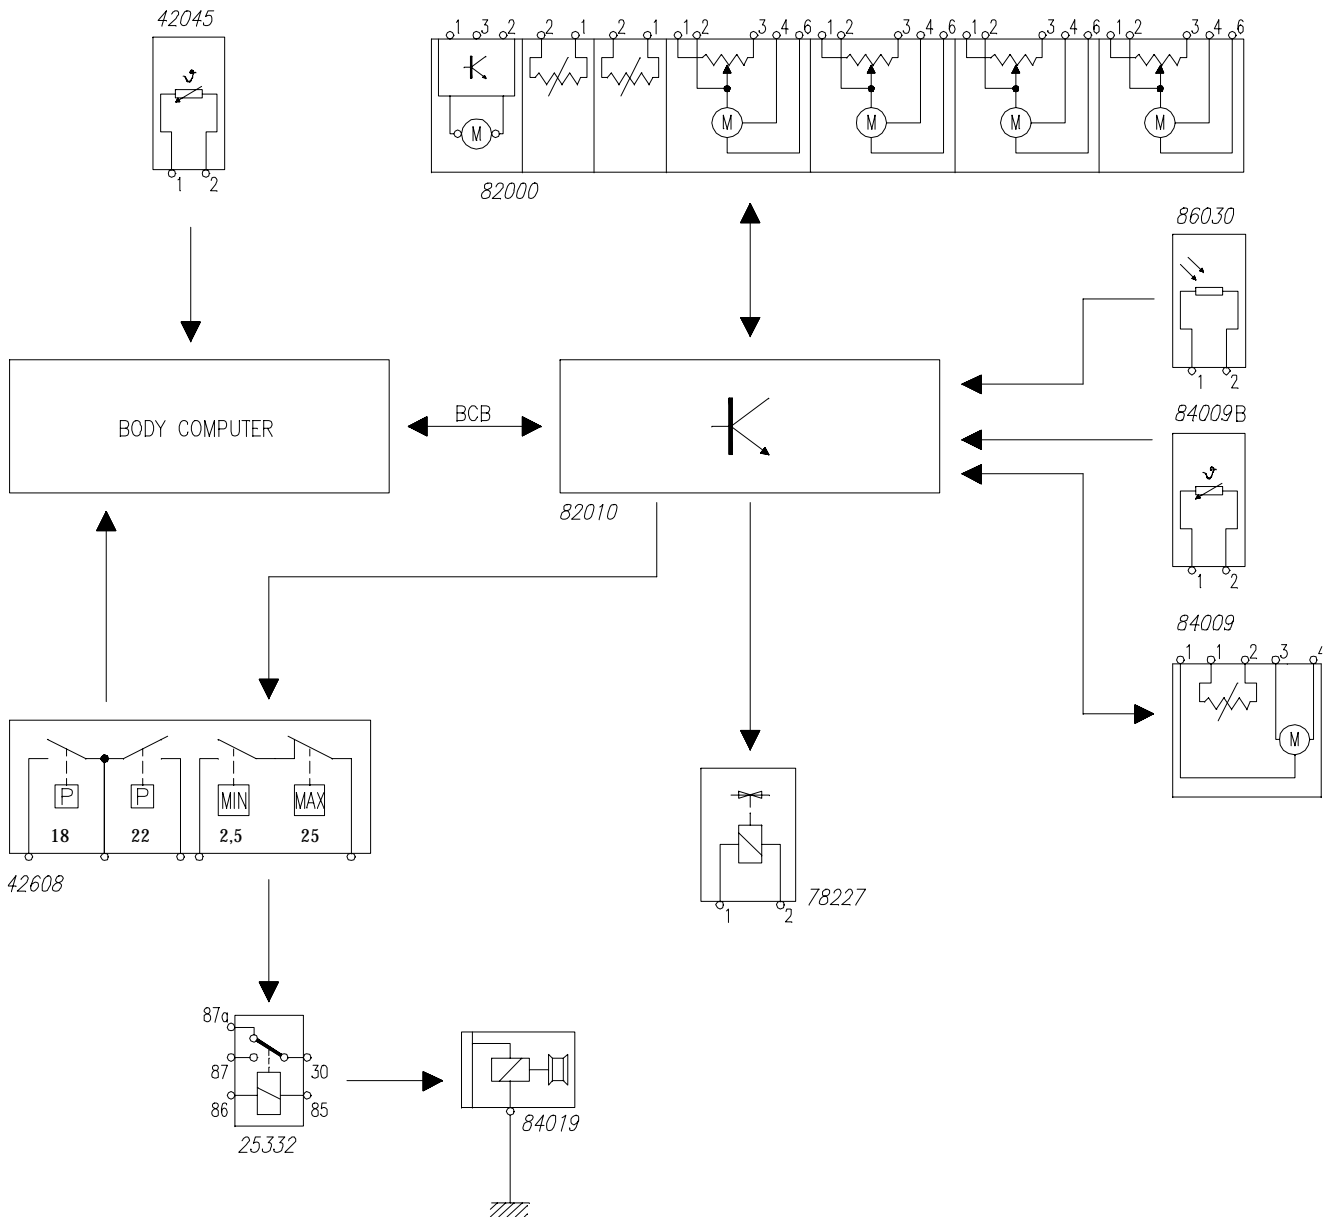 42045
1 2
1 3 2 2 1 2 1 1 2 3 4 6 1 2 3 4 6 1 2 3 4 6 1 2 3 4 6
M
M M M M
82000
86030
1 2
BODY COMPUTER
BCB
82010
84009B
1 2
84009
1 1 2 3 4
M
P P MIN MAX
18 22 2,5 25
42608
1 2
78227
87a
87 30
86 85
25332
84019